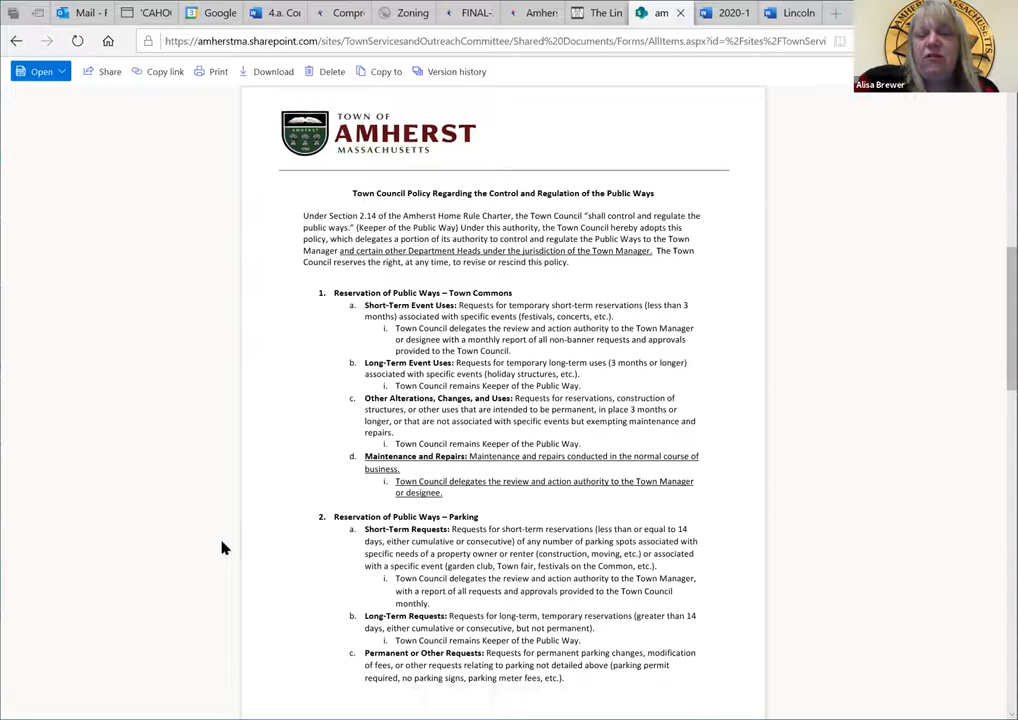 Mail - F
'CAHO
Google
4.a. Co
Compr
Zoning
FINAL-
Amhers
The Lin
am
2020-1
Lincoln
https://amherstma.sharepoint.com/sites/TownServicesandOutreachCommittee/Shared%20Documents/Forms/AllItems.aspx?id=%2Fsites%2FTownServi
Open
Share
Copy link
Print
Download
Delete
Copy to
Version history
Alisa Brewer
TOWN OF
AMHERST
MASSACHUSETTS
Town Council Policy Regarding the Control and Regulation of the Public Ways
Under Section 2.14 of the Amherst Home Rule Charter, the Town Council "shall control and regulate the
public ways." (Keeper of the Public Way) Under this authority, the Town Council hereby adopts this
policy, which delegates a portion of its authority to control and regulate the Public Ways to the Town
Manager and certain other Department Heads under the jurisdiction of the Town Manager. The Town
Council reserves the right, at any time, to revise or rescind this policy.
1. Reservation of Public Ways – Town Commons
a. Short-Term Event Uses: Requests for temporary short-term reservations (less than 3
months) associated with specific events (festivals, concerts, etc.).
i. Town Council delegates the review and action authority to the Town Manager
or designee with a monthly report of all non-banner requests and approvals
provided to the Town Council.
b. Long-Term Event Uses: Requests for temporary long-term uses (3 months or longer)
associated with specific events (holiday structures, etc.).
i. Town Council remains Keeper of the Public Way.
c. Other Alterations, Changes, and Uses: Requests for reservations, construction of
structures, or other uses that are intended to be permanent, in place 3 months or
longer, or that are not associated with specific events but exempting maintenance and
repairs.
i. Town Council remains Keeper of the Public Way.
d. Maintenance and Repairs: Maintenance and repairs conducted in the normal course of
business.
i. Town Council delegates the review and action authority to the Town Manager
or designee.
2. Reservation of Public Ways – Parking
a. Short-Term Requests: Requests for short-term reservations (less than or equal to 14
days, either cumulative or consecutive) of any number of parking spots associated with
specific needs of a property owner or renter (construction, moving, etc.) or associated
with a specific event (garden club, Town fair, festivals on the Common, etc.).
i. Town Council delegates the review and action authority to the Town Manager,
with a report of all requests and approvals provided to the Town Council
monthly.
b. Long-Term Requests: Requests for long-term, temporary reservations (greater than 14
days, either cumulative or consecutive, but not permanent).
i. Town Council remains Keeper of the Public Way.
c. Permanent or Other Requests: Requests for permanent parking changes, modification
of fees, or other requests relating to parking not detailed above (parking permit
required, no parking signs, parking meter fees, etc.).